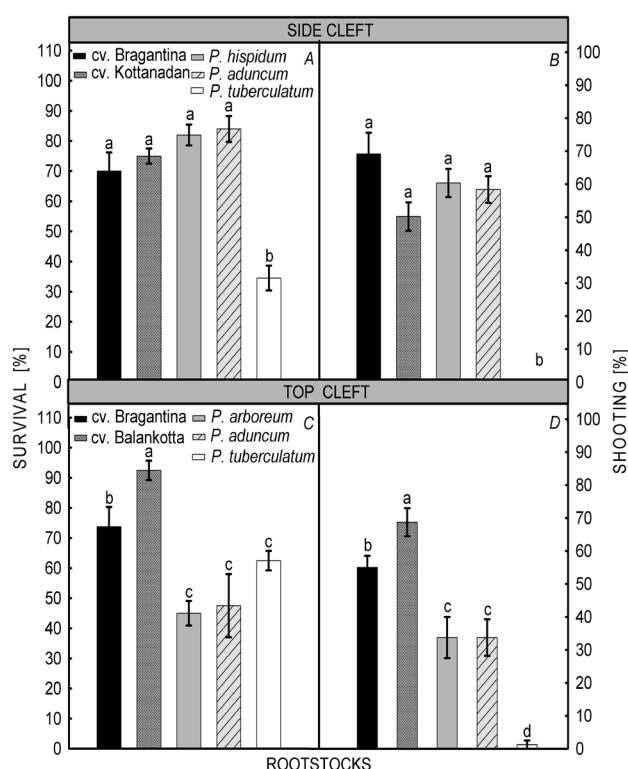 SIDE CLEFT
cv. Bragantina
P. hispidum
A
cv. Kottanadan
P. aduncum
P. tuberculatum
B
110
100
90
80
70
60
50
40
30
20
10
0
a
a
a
a
b
a
a
a
a
b
100
90
80
70
60
50
40
30
20
10
0
SURVIVAL [%]
SHOOTING [%]
TOP CLEFT
cv. Bragantina
P. arboreum
C
cv. Balankotta
P. aduncum
P. tuberculatum
D
110
100
90
80
70
60
50
40
30
20
10
0
b
a
c
c
c
b
a
c
c
d
100
90
80
70
60
50
40
30
20
10
0
ROOTSTOCKS